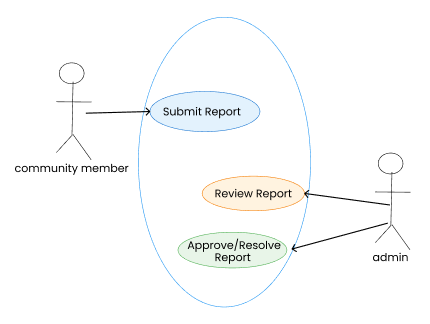 Submit Report
community member
Review Report
Approve/Resolve
Report
admin